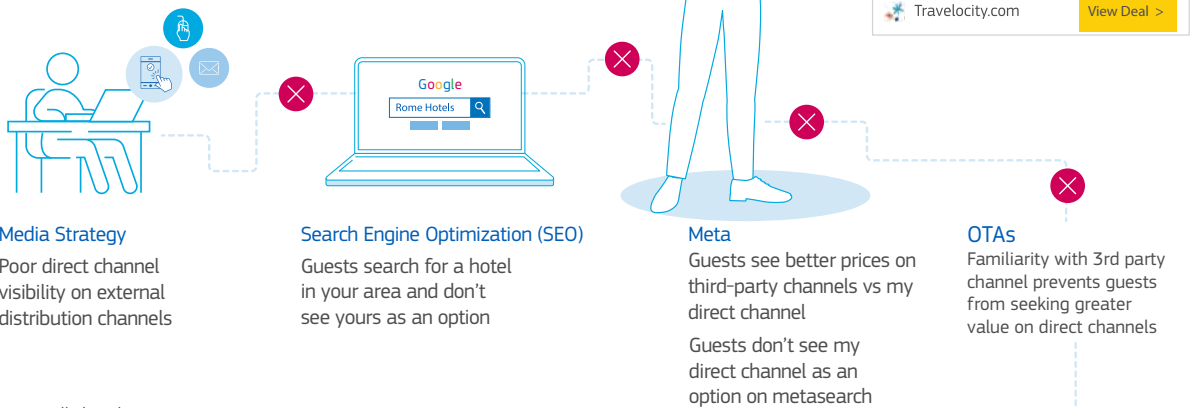 Travelocity.com
View Deal >
Google
Rome Hotels
Media Strategy
Poor direct channel
visibility on external
distribution channels
Search Engine Optimization (SEO)
Guests search for a hotel
in your area and don't
see yours as an option
Meta
Guests see better prices on
third-party channels vs my
direct channel
Guests don't see my
direct channel as an
option on metasearch
OTAs
Familiarity with 3rd party
channel prevents guests
from seeking greater
value on direct channels